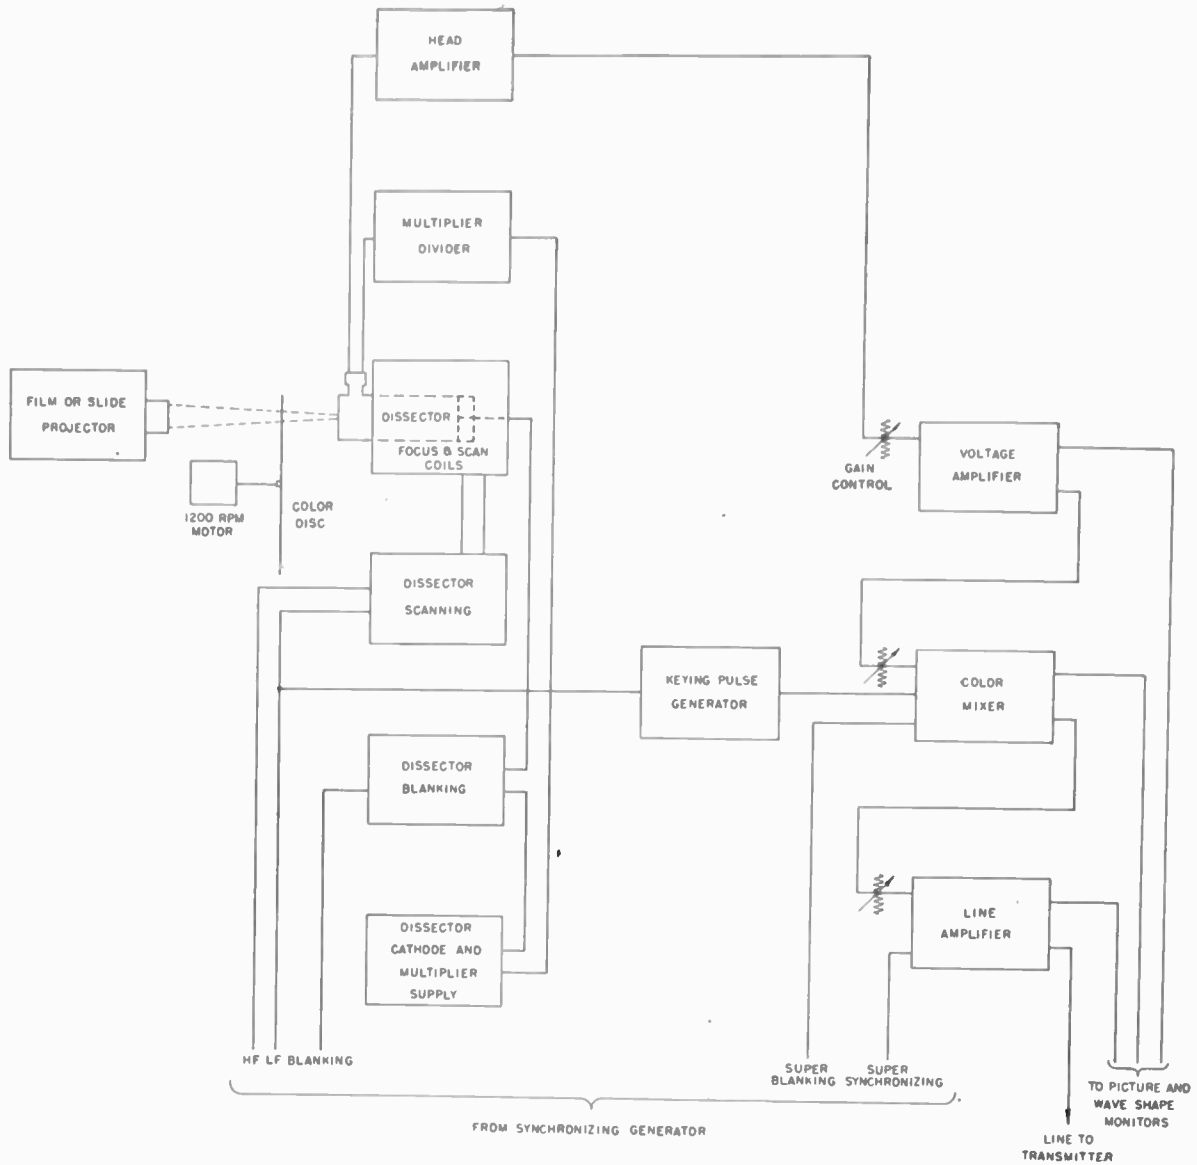 HEAD
AMPLIFIER
MULTIPLIER
DIVIDER
FILM OR SLIDE
PROJECTOR
DISSECTOR
FOCUS & SCAN
COILS
1200 RPM
MOTOR
COLOR
DISC
GAIN
CONTROL
VOLTAGE
AMPLIFIER
DISSECTOR
SCANNING
KEYING PULSE
GENERATOR
COLOR
MIXER
DISSECTOR
BLANKING
DISSECTOR
CATHODE AND
MULTIPLIER
SUPPLY
LINE
AMPLIFIER
HF LF BLANKING
SUPER
BLANKING
SUPER
SYNCHRONIZING
FROM SYNCHRONIZING GENERATOR
TO PICTURE AND
WAVE SHAPE
MONITORS
LINE TO
TRANSMITTER